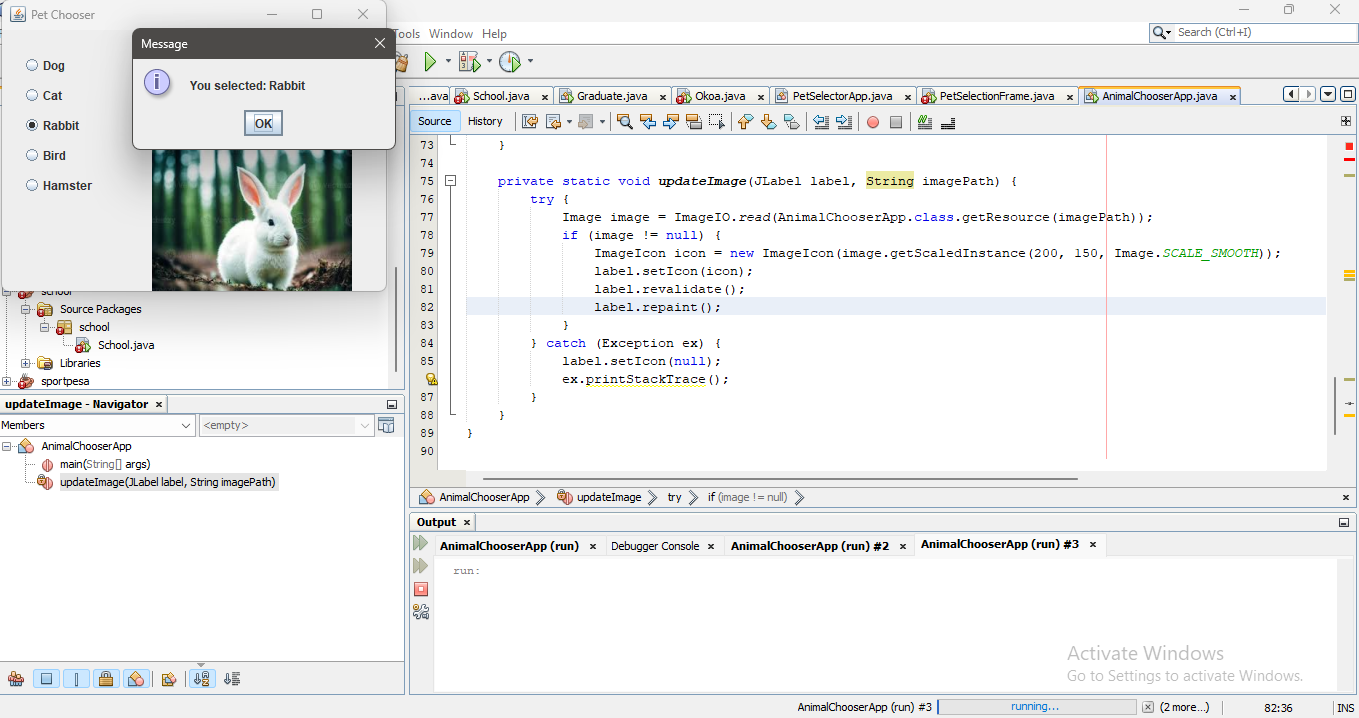 Pet Chooser
Message
You selected: Rabbit
OK
Dog
Cat
Rabbit
Bird
Hamster
Tools Window Help
Search (Ctrl+I)
...ava School.java Graduate.java Okoa.java PetSelectorApp.java PetSelectionFrame.java AnimalChooserApp.java
Source History
73 }
74
75 private static void updateImage(JLabel label, String imagePath) {
76 try {
77 Image image = ImageIO.read(AnimalChooserApp.class.getResource(imagePath));
78 if (image != null) {
79 ImageIcon icon = new ImageIcon(image.getScaledInstance(200, 150, Image.SCALE_SMOOTH));
80 label.setIcon(icon);
81 label.revalidate();
82 label.repaint();
83 }
84 } catch (Exception ex) {
85 label.setIcon(null);
ex.printStackTrace();
87 }
88 }
89 }
90
school
Source Packages
school
School.java
Libraries
sportpesa
updateImage - Navigator
Members <empty>
AnimalChooserApp
main(String[] args)
updateImage(JLabel label, String imagePath)
AnimalChooserApp updateImage try if (image != null)
Output
AnimalChooserApp (run) Debugger Console AnimalChooserApp (run) #2 AnimalChooserApp (run) #3
run:
Activate Windows
Go to Settings to activate Windows.
AnimalChooserApp (run) #3 running... (2 more...) 82:36 INS